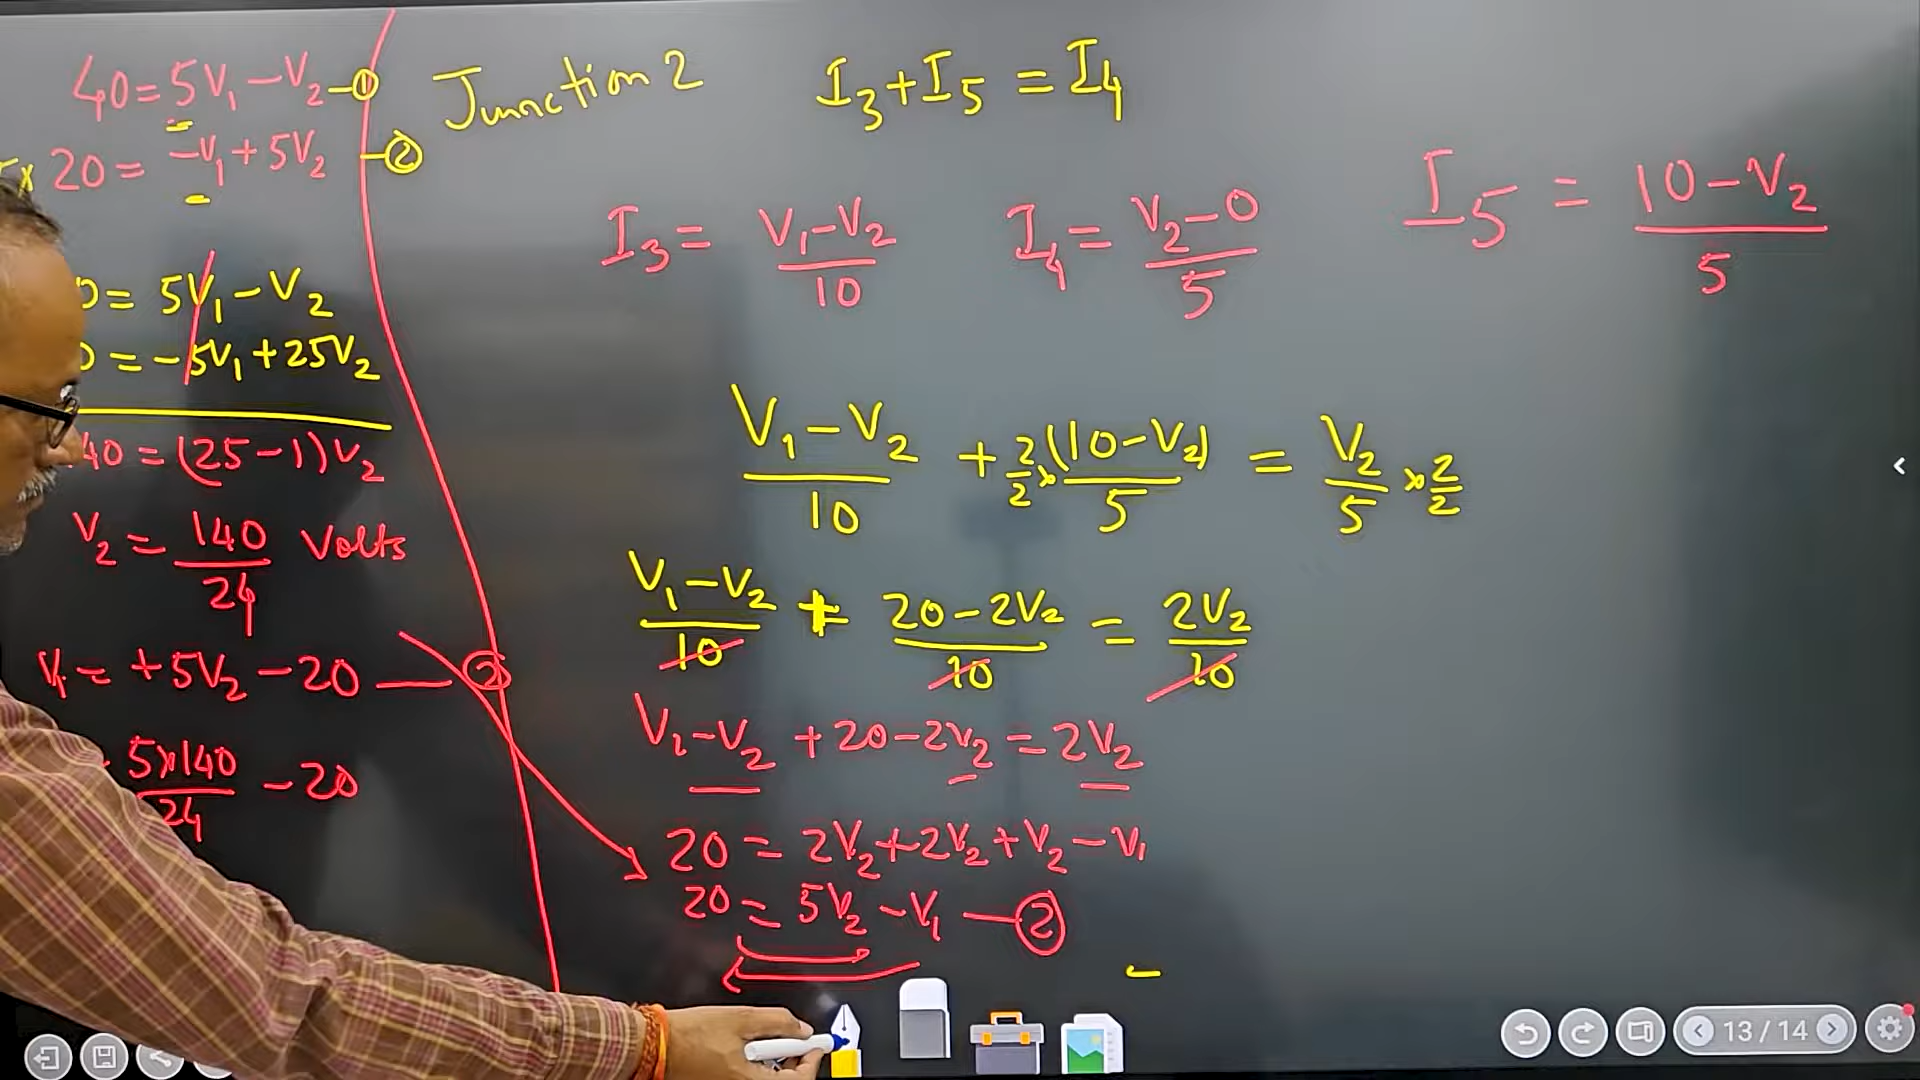 40 = 5V₁ - V₂ - ①
20 = -V₁ + 5V₂ - ②
0 = 5V₁ - V₂
0 = -5V₁ + 25V₂
40 = (25-1)V₂
V₂ = 140/24 Volts
V₁ = +5V₂ - 20 — ②
5×140/24 - 20
Junction 2 I₃ + I₅ = I₄
I₃ = V₁-V₂/10 I₄ = V₂-0/5 I₅ = 10-V₂/5
V₁-V₂/10 + 2/2 × (10-V₂)/5 = V₂/5 × 2/2
V₁-V₂/10 + 20-2V₂/10 = 2V₂/10
V₁-V₂ + 20-2V₂ = 2V₂
20 = 2V₂+2V₂+V₂-V₁
20 = 5V₂ - V₁ — ②
13 / 14